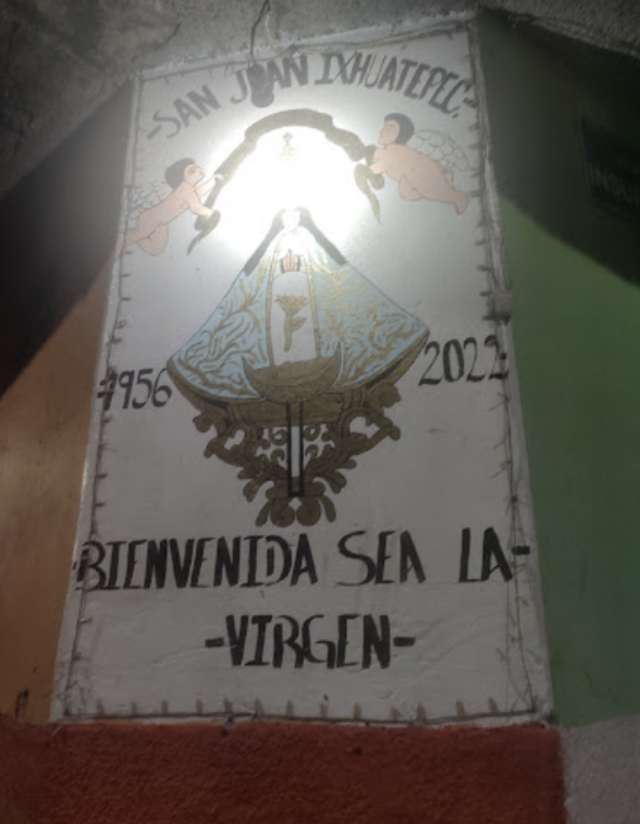 -SAN JUAN IXHUATEPEC-
-1956
2022-
-BIENVENIDA SEA LA-
-VIRGEN-